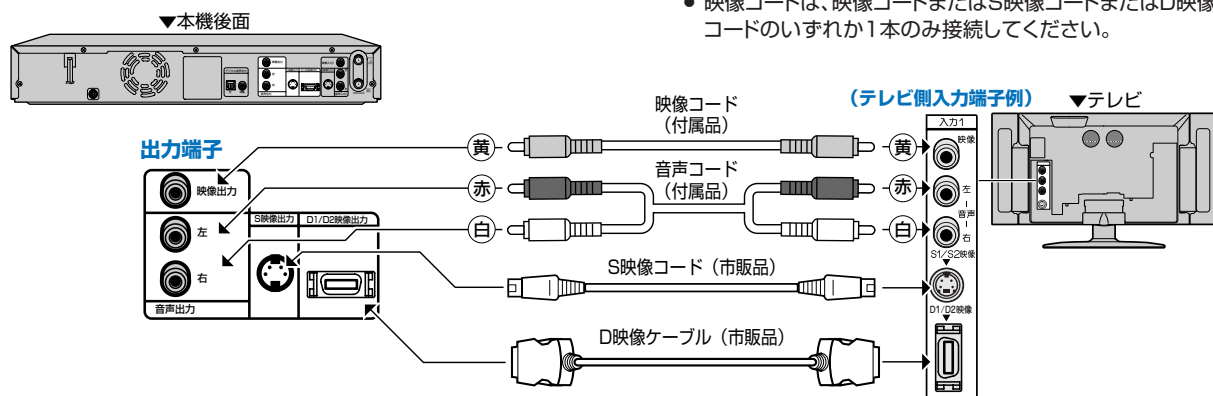 ● 映像コードは、映像コードまたはS映像コードまたはD映像
コードのいずれか1本のみ接続してください。
▼本機後面
出力端子
映像出力
左
右
音声出力
S映像出力
D1/D2映像出力
黄
映像コード
（付属品）
黄
赤
音声コード
（付属品）
赤
白
白
S映像コード（市販品）
D映像ケーブル（市販品）
（テレビ側入力端子例）
▼テレビ
入力1
映像
左
音声
右
S1/S2映像
D1/D2映像